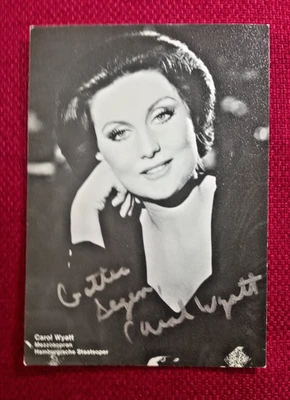 Gottes
Segen,
Carol Wyatt
Carol Wyatt
Mezzosopran
Hamburgische Staatsoper